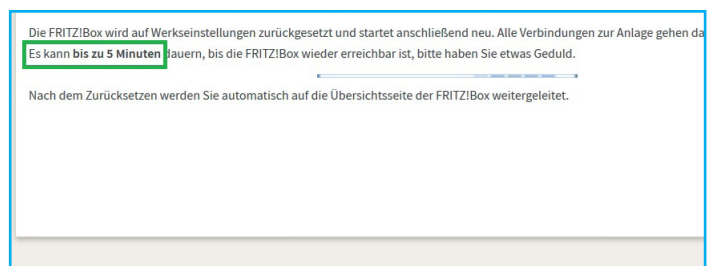 Die FRITZ!Box wird auf Werkseinstellungen zurückgesetzt und startet anschließend neu. Alle Verbindungen zur Anlage gehen da
Es kann bis zu 5 Minuten dauern, bis die FRITZ!Box wieder erreichbar ist, bitte haben Sie etwas Geduld.
Nach dem Zurücksetzen werden Sie automatisch auf die Übersichtsseite der FRITZ!Box weitergeleitet.